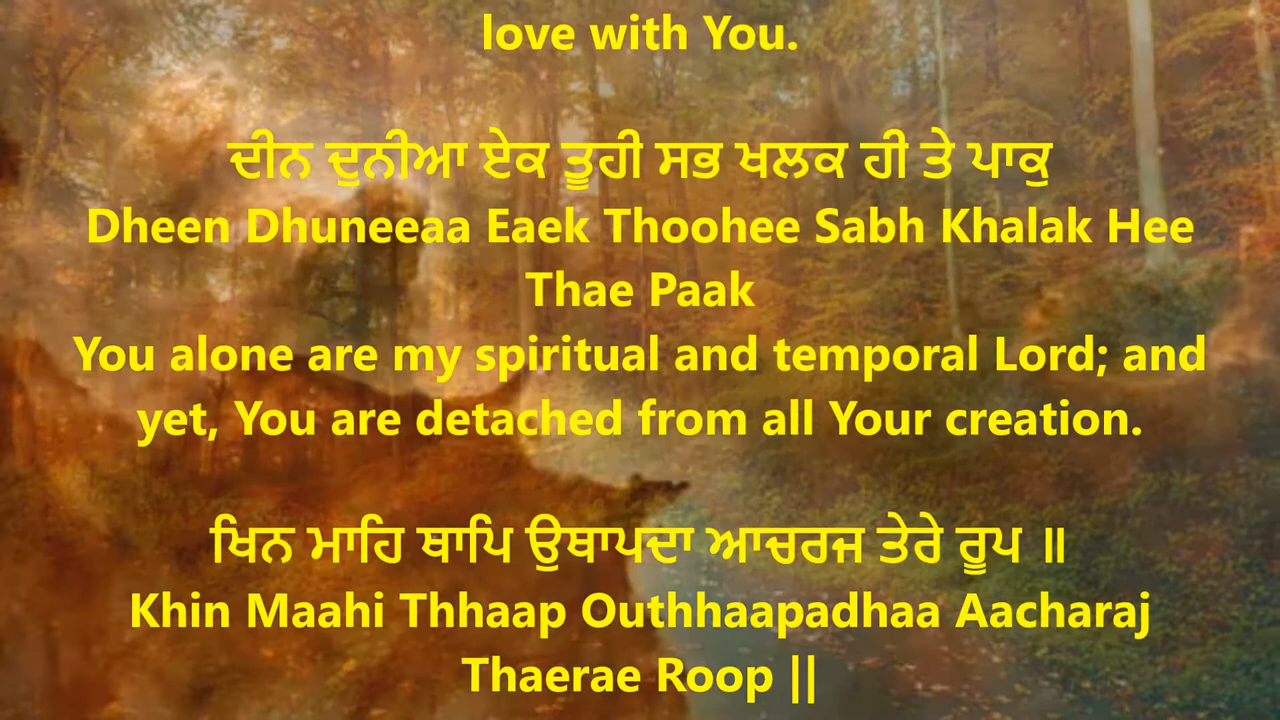 love with You.
ਦੀਨ ਦੁਨੀਆ ਏਕ ਤੂਹੀ ਸਭ ਖਲਕ ਹੀ ਤੇ ਪਾਕੁ
Dheen Dhuneeaa Eaek Thoohee Sabh Khalak Hee
Thae Paak
You alone are my spiritual and temporal Lord; and
yet, You are detached from all Your creation.
ਖਿਨ ਮਾਹਿ ਥਾਪਿ ਉਥਾਪਦਾ ਆਚਰਜ ਤੇਰੇ ਰੂਪ ॥
Khin Maahi Thhaap Outhhaapadhaa Aacharaj
Thaerae Roop ||